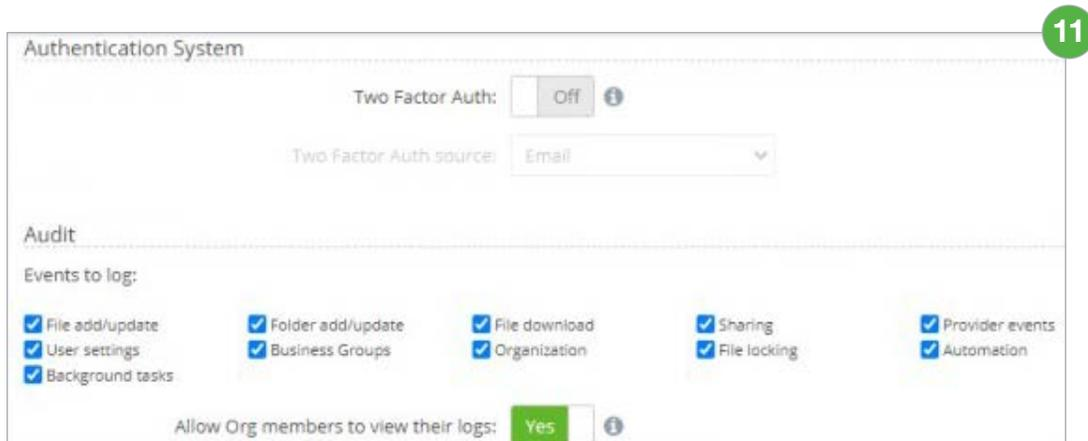 11
Authentication System
Two Factor Auth: Off
Two Factor Auth source: Email
Audit
Events to log:
File add/update Folder add/update File download Sharing Provider events
User settings Business Groups Organization File locking Automation
Background tasks
Allow Org members to view their logs: Yes